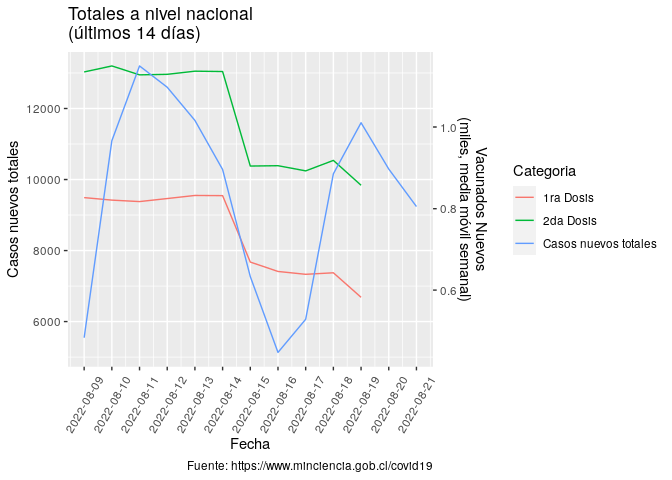 Totales a nivel nacional
(últimos 14 días)
Casos nuevos totales
12000
10000
8000
6000
1.0
0.8
0.6
Vacunados Nuevos
(miles, media móvil semanal)
2022-08-09
2022-08-10
2022-08-11
2022-08-12
2022-08-13
2022-08-14
2022-08-15
2022-08-16
2022-08-17
2022-08-18
2022-08-19
2022-08-20
2022-08-21
Fecha
Categoria
1ra Dosis
2da Dosis
Casos nuevos totales
Fuente: https://www.minciencia.gob.cl/covid19